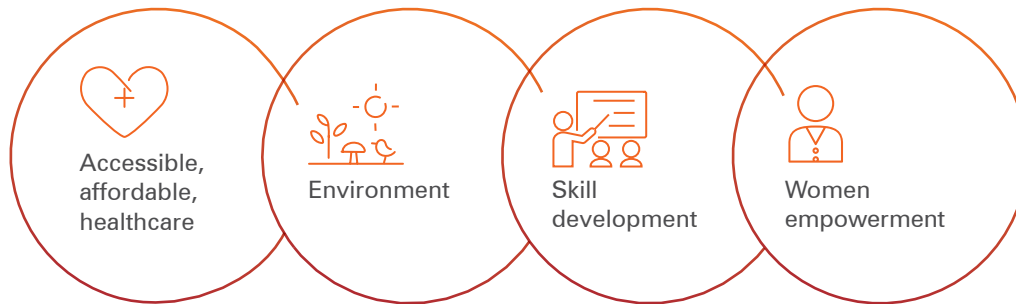 Accessible,
affordable,
healthcare
Environment
Skill
development
Women
empowerment